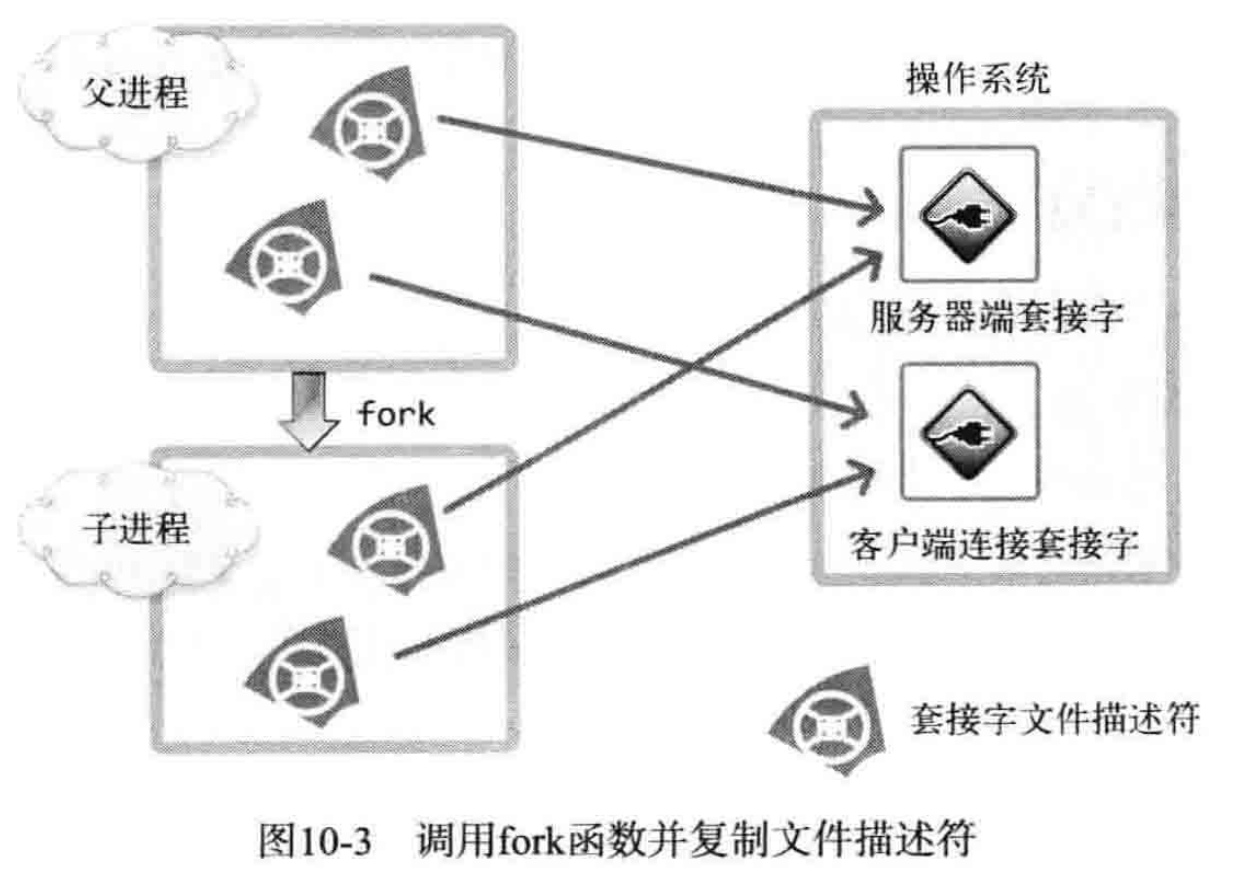 父进程
操作系统
服务器端套接字
fork
子进程
客户端连接套接字
套接字文件描述符
图10-3 调用fork函数并复制文件描述符